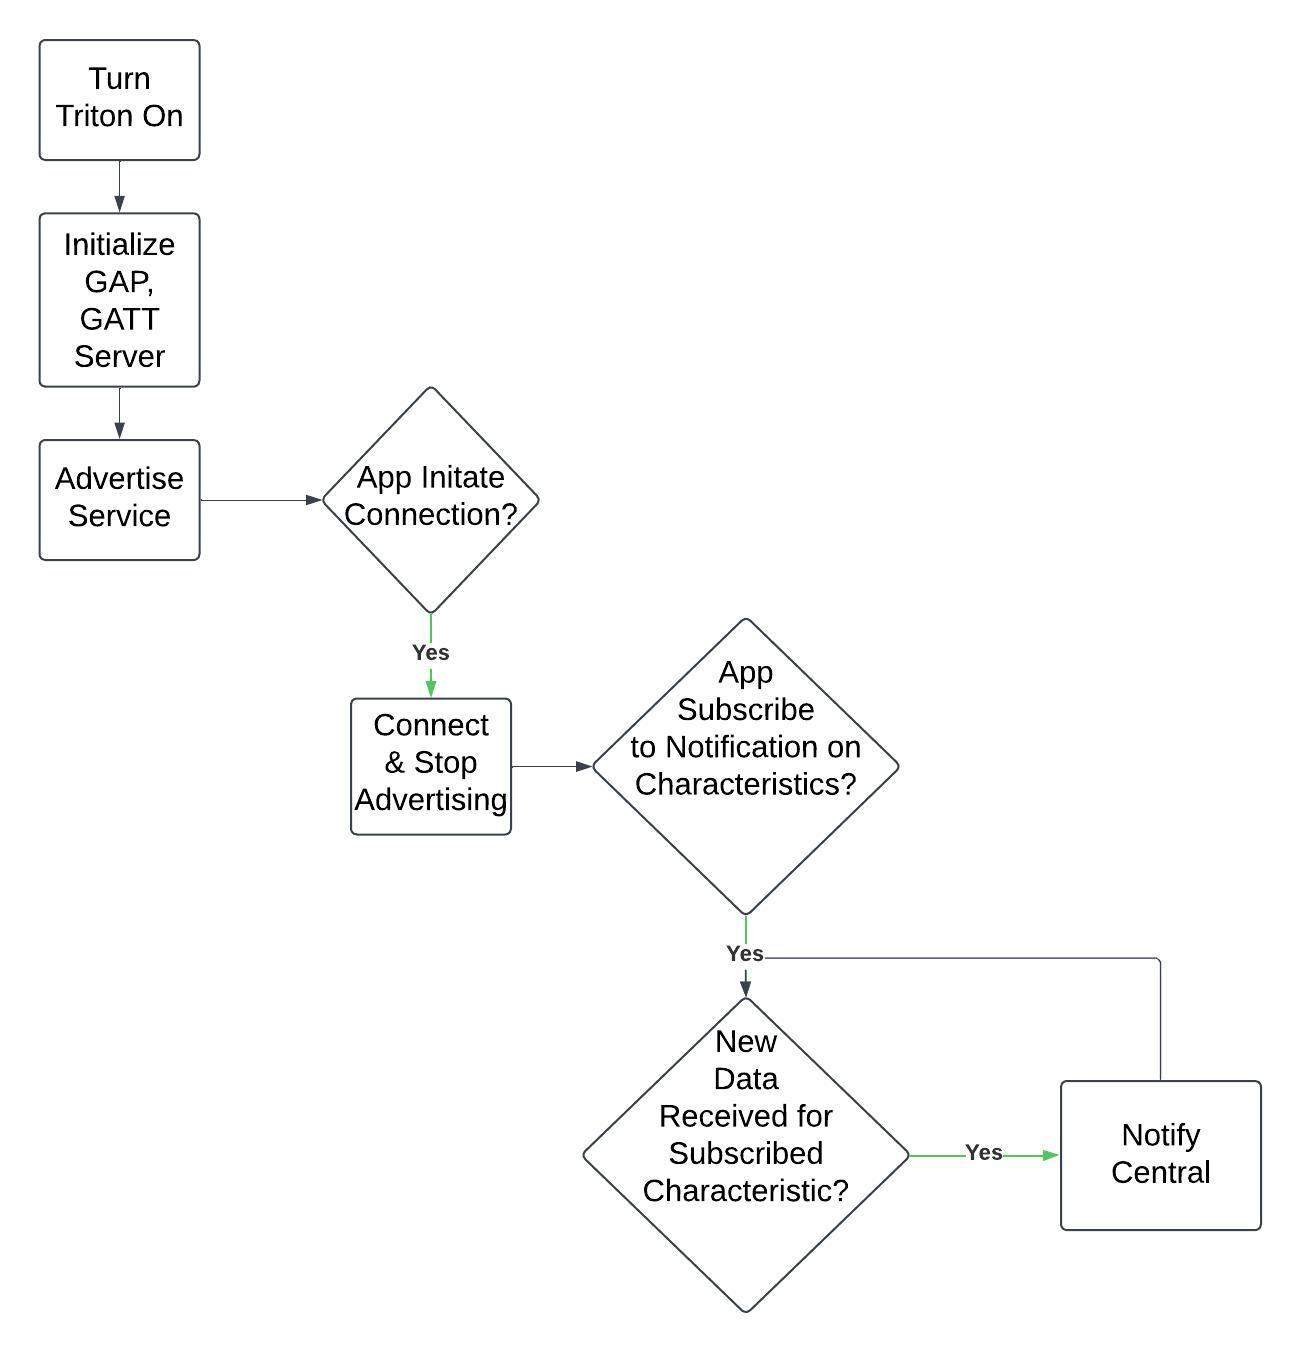 Turn
Triton On
Initialize
GAP,
GATT
Server
Advertise
Service
App Initate
Connection?
Yes
Connect
& Stop
Advertising
App
Subscribe
to Notification on
Characteristics?
Yes
New
Data
Received for
Subscribed
Characteristic?
Yes
Notify
Central